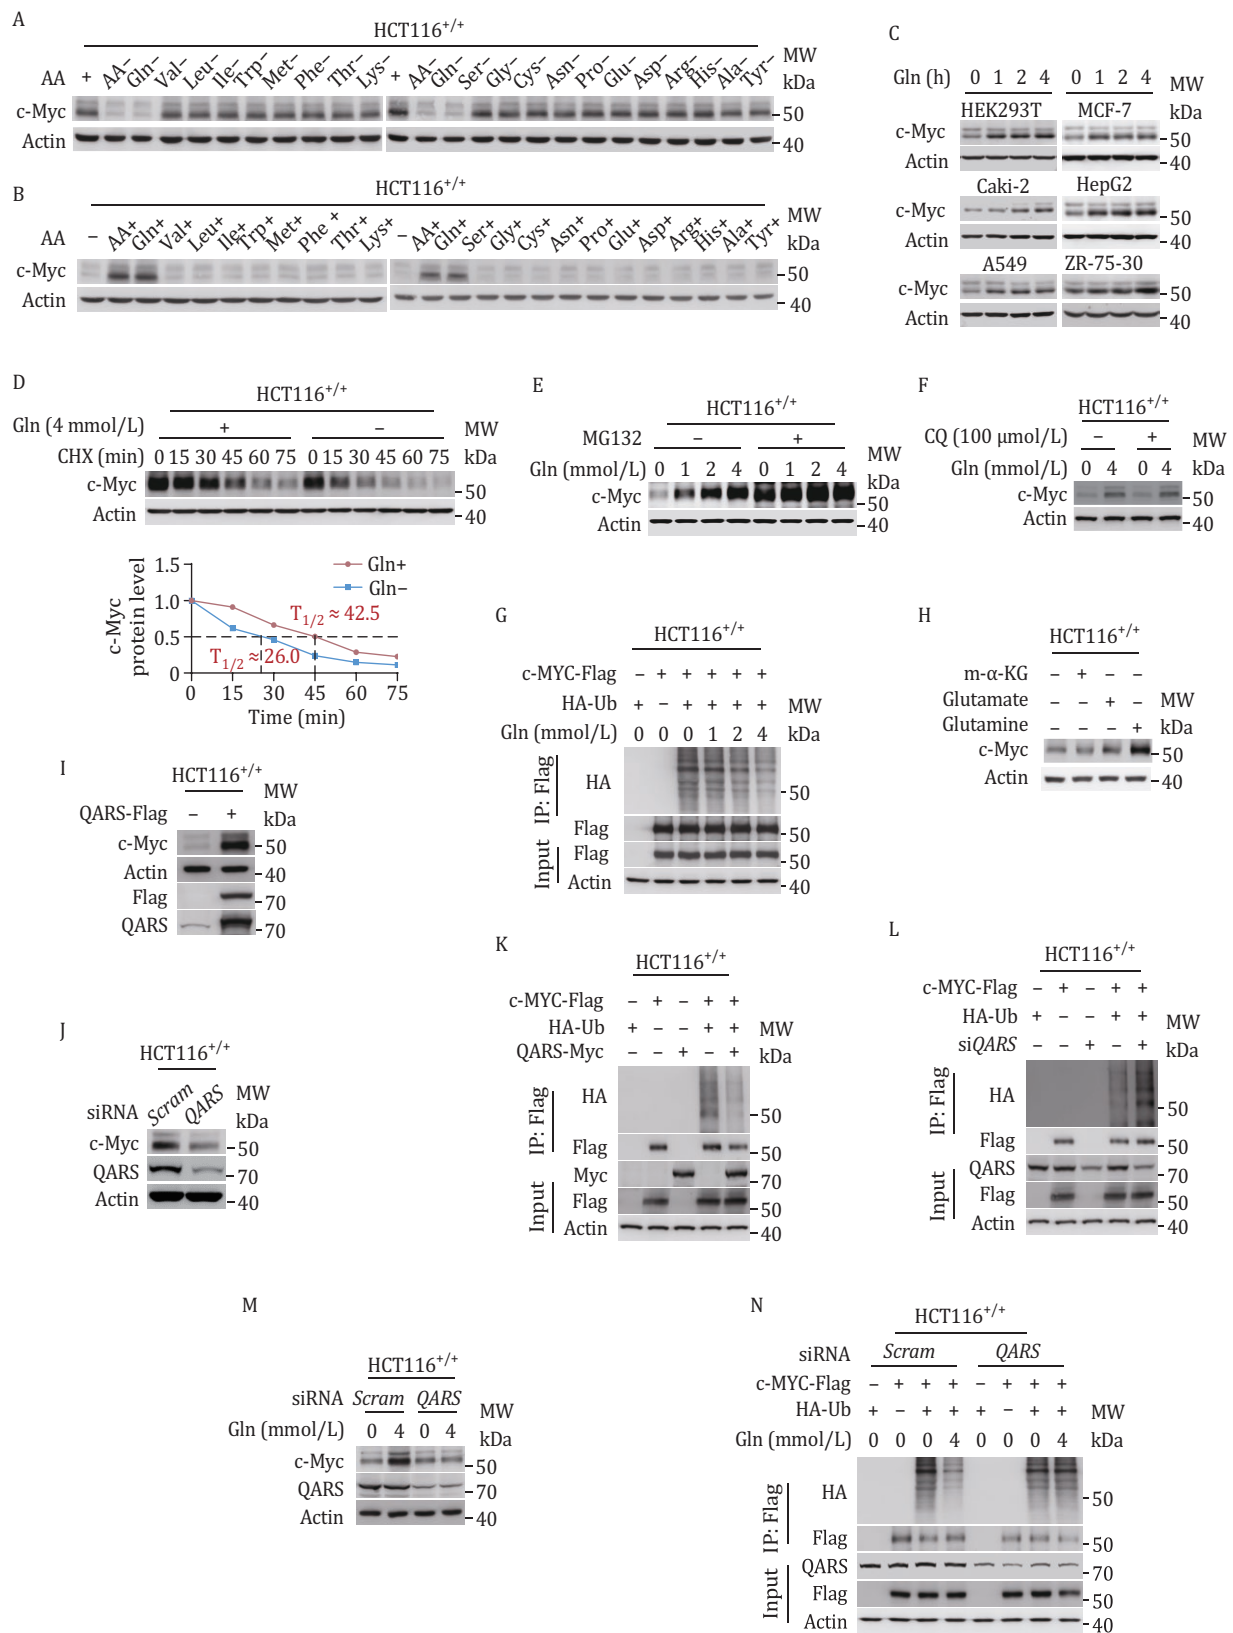 A
HCT116+/+
AA + AA− Gln− Val− Leu− Ile− Trp− Met− Phe− Thr− Lys− + AA− Gln− Ser− Gly− Cys− Asn− Pro− Glu− Asp− Arg− His− Ala− Tyr− MW kDa
c-Myc 50
Actin 40
B
HCT116+/+
AA − AA+ Gln+ Val+ Leu+ Ile+ Trp+ Met+ Phe + Thr+ Lys+ − AA+ Gln+ Ser+ Gly+ Cys+ Asn+ Pro+ Glu+ Asp+ Arg+ His+ Ala+ Tyr+ MW kDa
c-Myc 50
Actin 40
C
Gln (h) 0 1 2 4 0 1 2 4 MW kDa
HEK293T MCF-7
c-Myc 50
Actin 40
Caki-2 HepG2
c-Myc 50
Actin 40
A549 ZR-75-30
c-Myc 50
Actin 40
D
HCT116+/+
Gln (4 mmol/L) + − MW
CHX (min) 0 15 30 45 60 75 0 15 30 45 60 75 kDa
c-Myc 50
Actin 40
1.5
1.0
0.5
0
c-Myc protein level
Gln+
Gln−
T1/2 ≈ 42.5
T1/2 ≈ 26.0
0 15 30 45 60 75
Time (min)
E
HCT116+/+
MG132 − + MW
Gln (mmol/L) 0 1 2 4 0 1 2 4 kDa
c-Myc 50
Actin 40
F
HCT116+/+
CQ (100 μmol/L) − + MW
Gln (mmol/L) 0 4 0 4 kDa
c-Myc 50
Actin 40
G
HCT116+/+
c-MYC-Flag − + + + + +
HA-Ub + − + + + + MW
Gln (mmol/L) 0 0 0 1 2 4 kDa
IP: Flag
HA 50
Flag 50
Input
Flag 50
Actin 40
H
HCT116+/+
m-α-KG − + − −
Glutamate − − + − MW
Glutamine − − − + kDa
c-Myc 50
Actin 40
I
HCT116+/+
MW
QARS-Flag − + kDa
c-Myc 50
Actin 40
Flag 70
QARS 70
J
HCT116+/+
siRNA Scram QARS MW kDa
c-Myc 50
QARS 70
Actin 40
K
HCT116+/+
c-MYC-Flag − + − + +
HA-Ub + − − + + MW
QARS-Myc − − + − + kDa
IP: Flag
HA 50
Flag 50
Input
Myc 70
Flag 50
Actin 40
L
HCT116+/+
c-MYC-Flag − + − + +
HA-Ub + − − + + MW
siQARS − − + − + kDa
IP: Flag
HA 50
Flag 50
Input
QARS 70
Flag 50
Actin 40
M
HCT116+/+
siRNA Scram QARS MW
Gln (mmol/L) 0 4 0 4 kDa
c-Myc 50
QARS 70
Actin 40
N
HCT116+/+
siRNA Scram QARS
c-MYC-Flag − + + + − + + +
HA-Ub + − + + + − + + MW
Gln (mmol/L) 0 0 0 4 0 0 0 4 kDa
IP: Flag
HA 50
Flag 50
Input
QARS 70
Flag 50
Actin 40